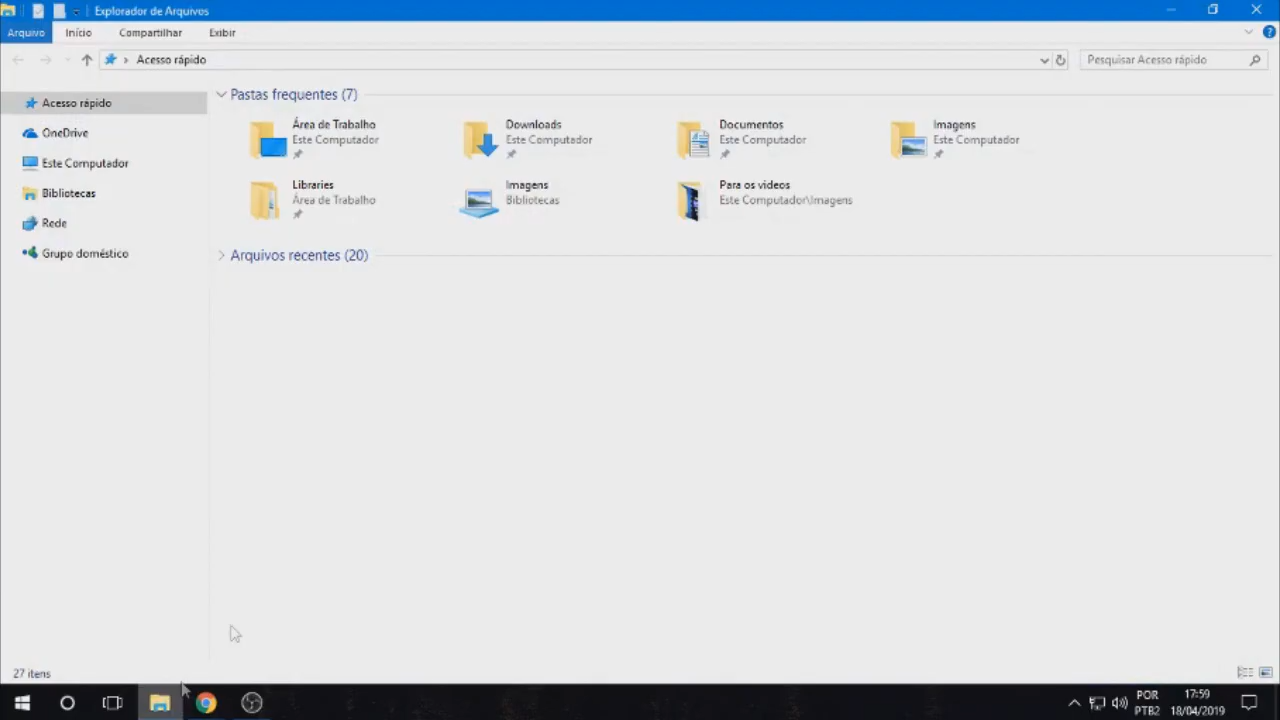 Explorador de Arquivos
Arquivo Início Compartilhar Exibir
Acesso rápido
Pesquisar Acesso rápido
Acesso rápido
OneDrive
Este Computador
Bibliotecas
Rede
Grupo doméstico
Pastas frequentes (7)
Área de Trabalho
Este Computador
Downloads
Este Computador
Documentos
Este Computador
Imagens
Este Computador
Libraries
Área de Trabalho
Imagens
Bibliotecas
Para os videos
Este Computador\Imagens
Arquivos recentes (20)
27 itens
POR
PTB2
17:59
18/04/2019